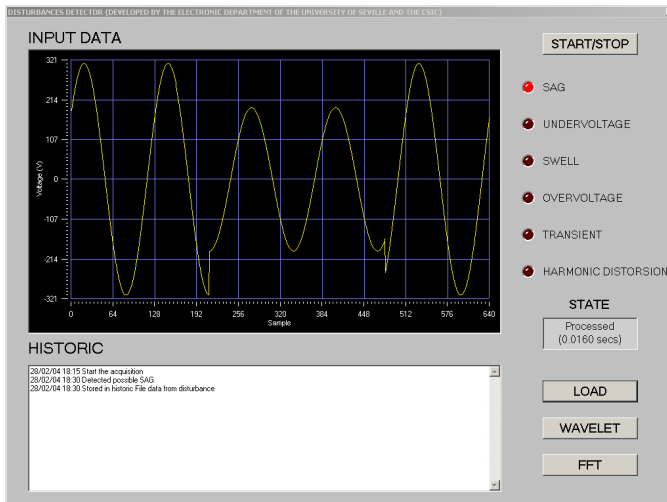 DISTURBANCES DETECTOR (DEVELOPED BY THE ELECTRONIC DEPARTMENT OF THE UNIVERSITY OF SEVILLE AND THE CSIC)
INPUT DATA
START/STOP
321
214
107
0
-107
-214
-321
Voltage (V)
0 64 128 192 256 320 384 448 512 576 640
Sample
SAG
UNDERVOLTAGE
SWELL
OVERVOLTAGE
TRANSIENT
HARMONIC DISTORSION
STATE
Processed
(0.0160 secs)
HISTORIC
28/02/04 18:15 Start the acquisition
28/02/04 18:30 Detected possible SAG
28/02/04 18:30 Stored in historic File data from disturbance
LOAD
WAVELET
FFT